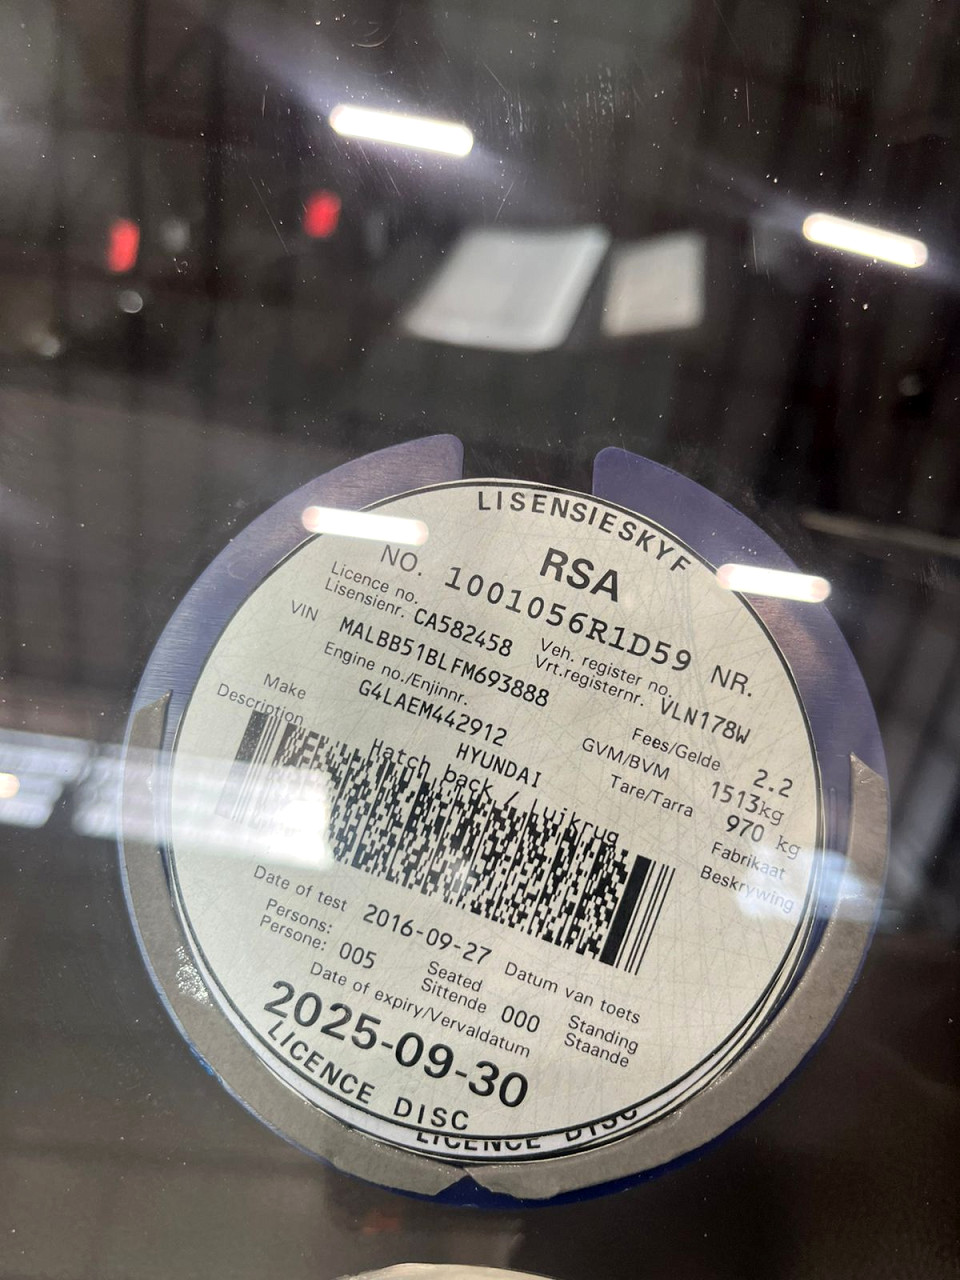 LISENSIESKYF
RSA
NO. 1001056R1D59 NR.
Licence no.
Lisensienr. CA582458 Veh. register no.
Vrt.registernr. VLN178W
VIN MALBB51BLFM693888 Fees/Gelde 2.2
Engine no./Enjinnr. GVM/BVM 1513kg
G4LAEM442912 Tare/Tarra 970 kg
Make HYUNDAI Fabrikaat
Description Hatch back / luikrug Beskrywing
Date of test 2016-09-27 Datum van toets
Persons:
Persone: 005 Seated
Sittende 000 Standing
Staande
Date of expiry/Vervaldatum
2025-09-30
LICENCE DISC
LICENCE DISC